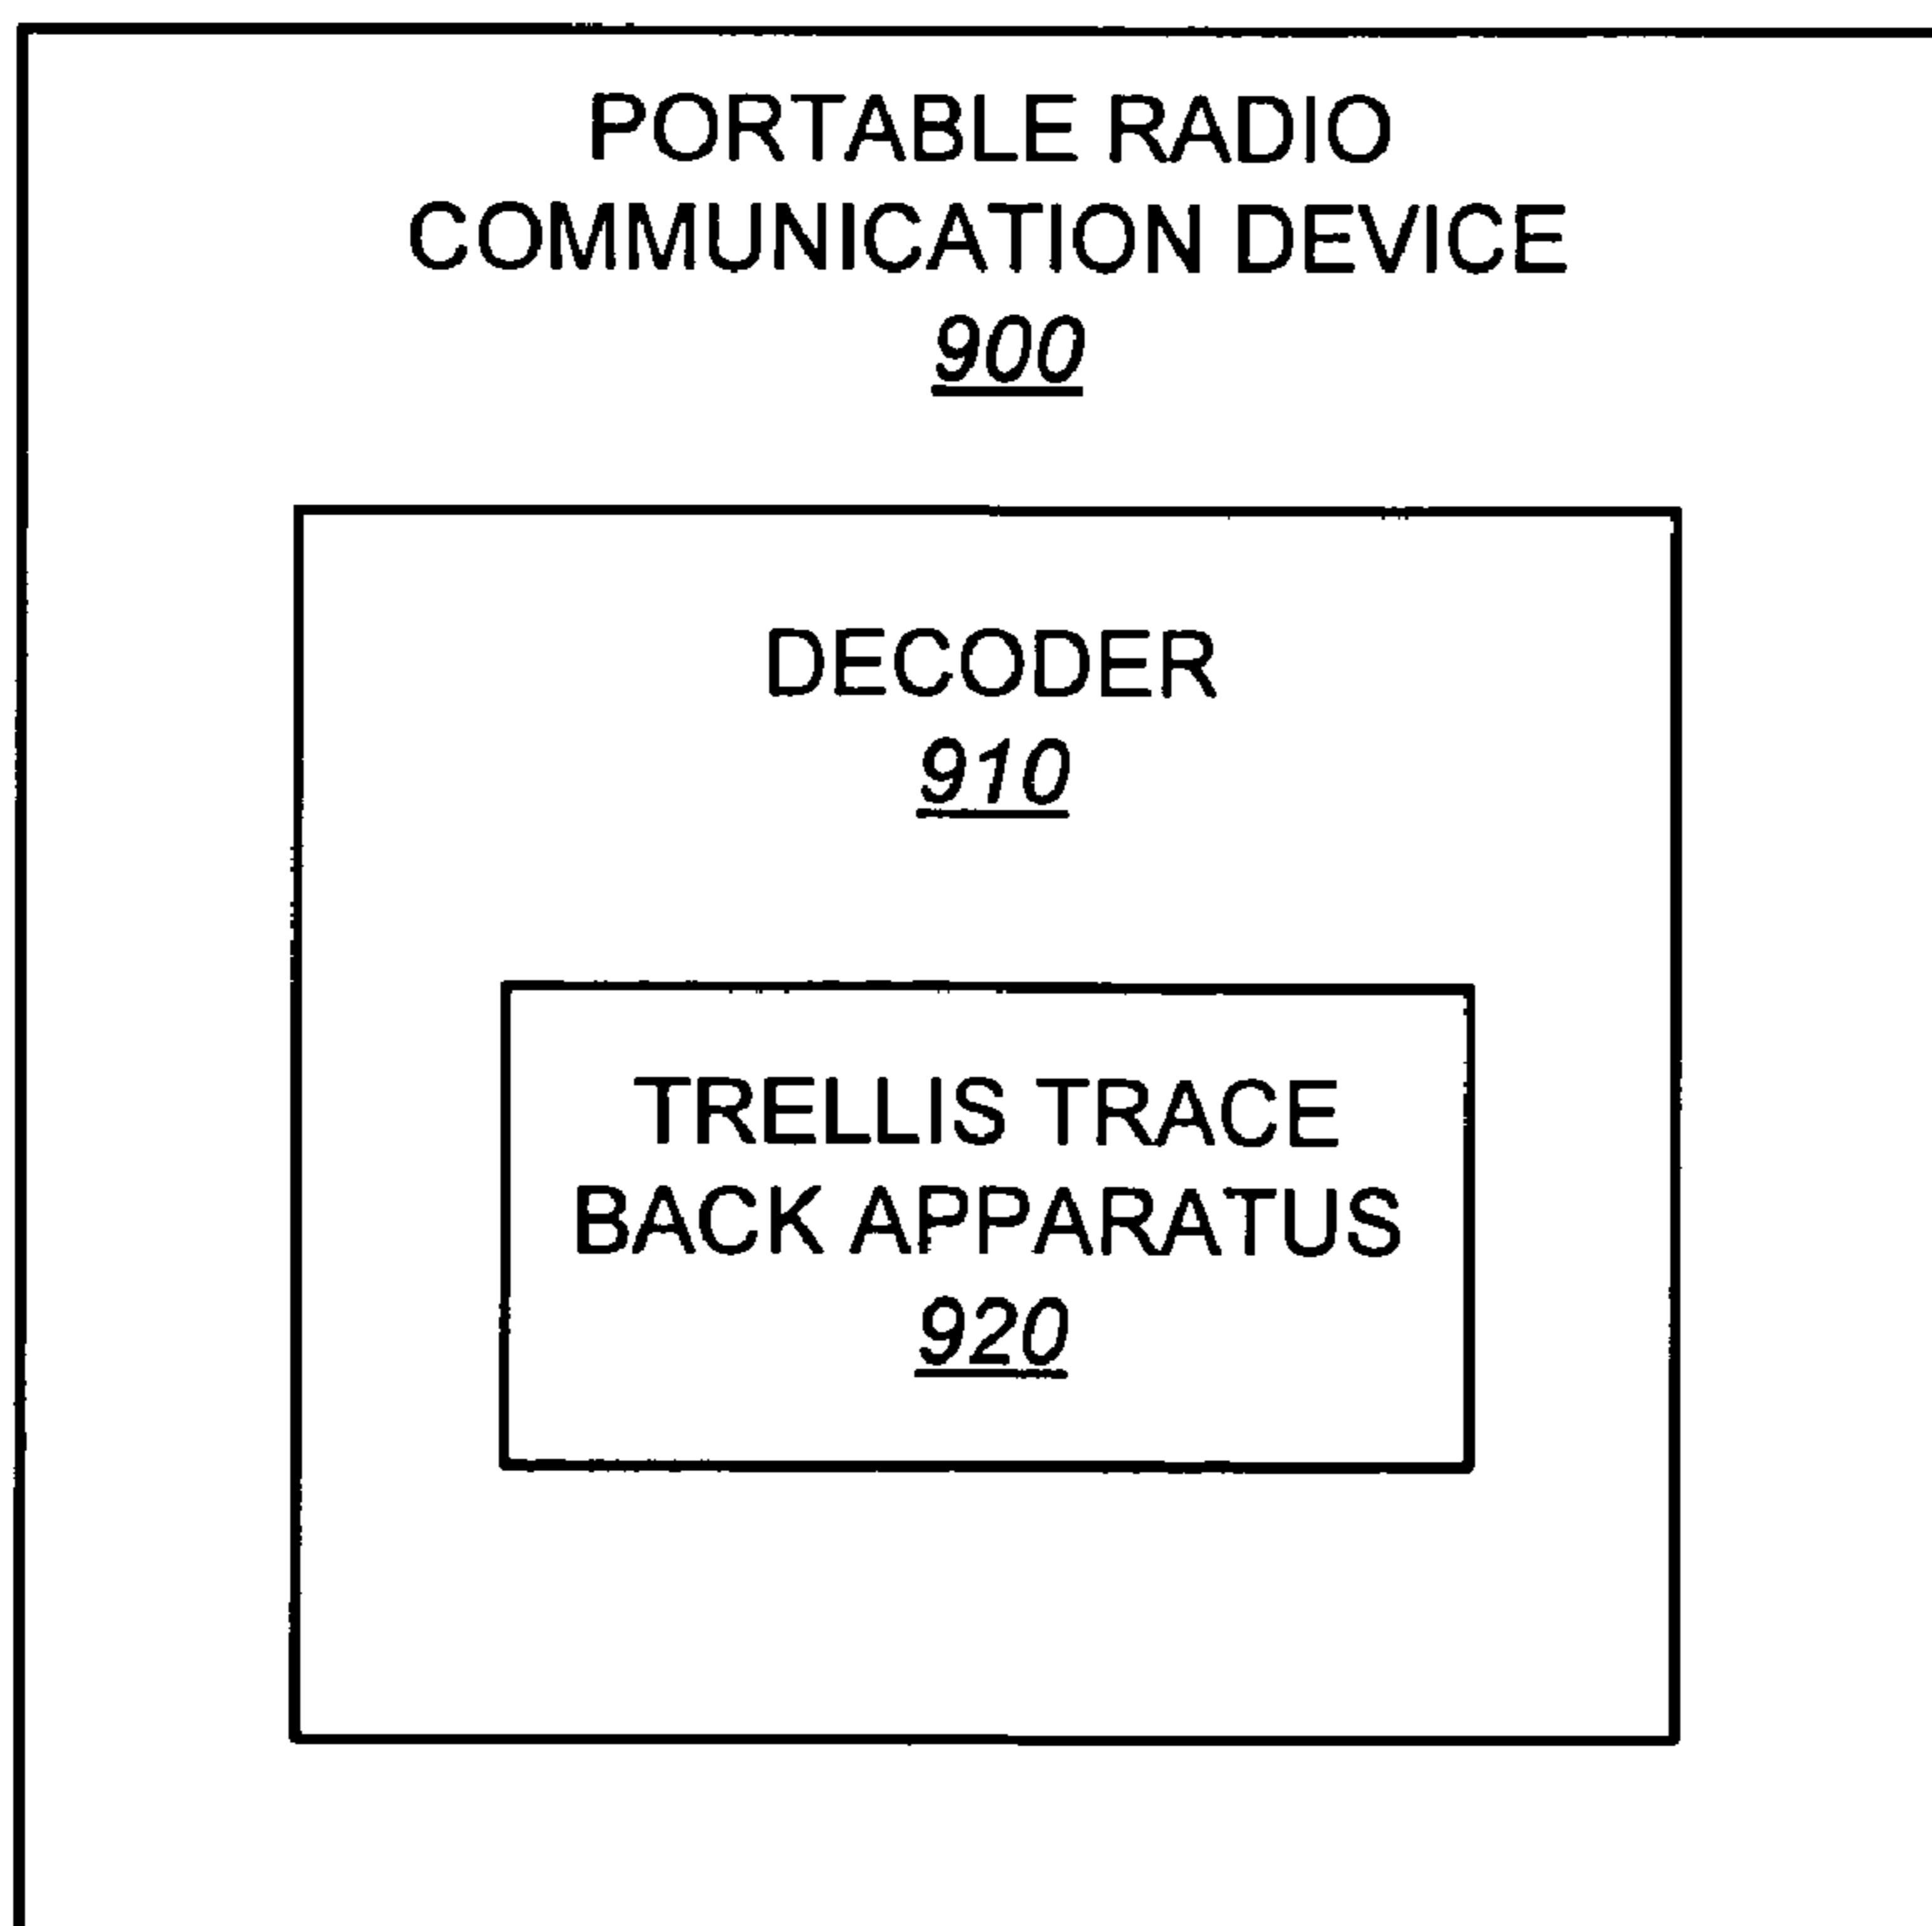 PORTABLE RADIO
COMMUNICATION DEVICE
900
DECODER
910
TRELLIS TRACE
BACK APPARATUS
920